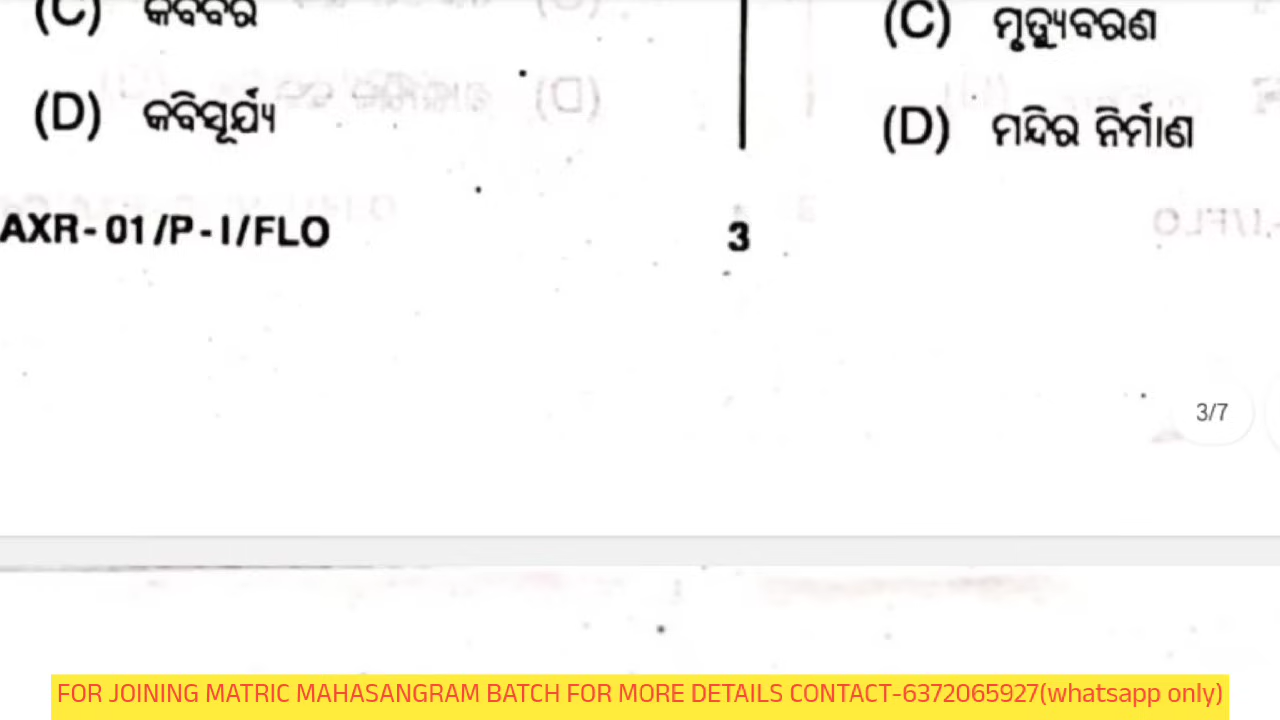 (C) କବିବର
(D) କବିସୂର୍ଯ୍ୟ
(C) ମୃତ୍ୟୁବରଣ
(D) ମନ୍ଦିର ନିର୍ମାଣ
AXR - 01/P - I/FLO
3
3/7
FOR JOINING MATRIC MAHASANGRAM BATCH FOR MORE DETAILS CONTACT-6372065927(whatsapp only)